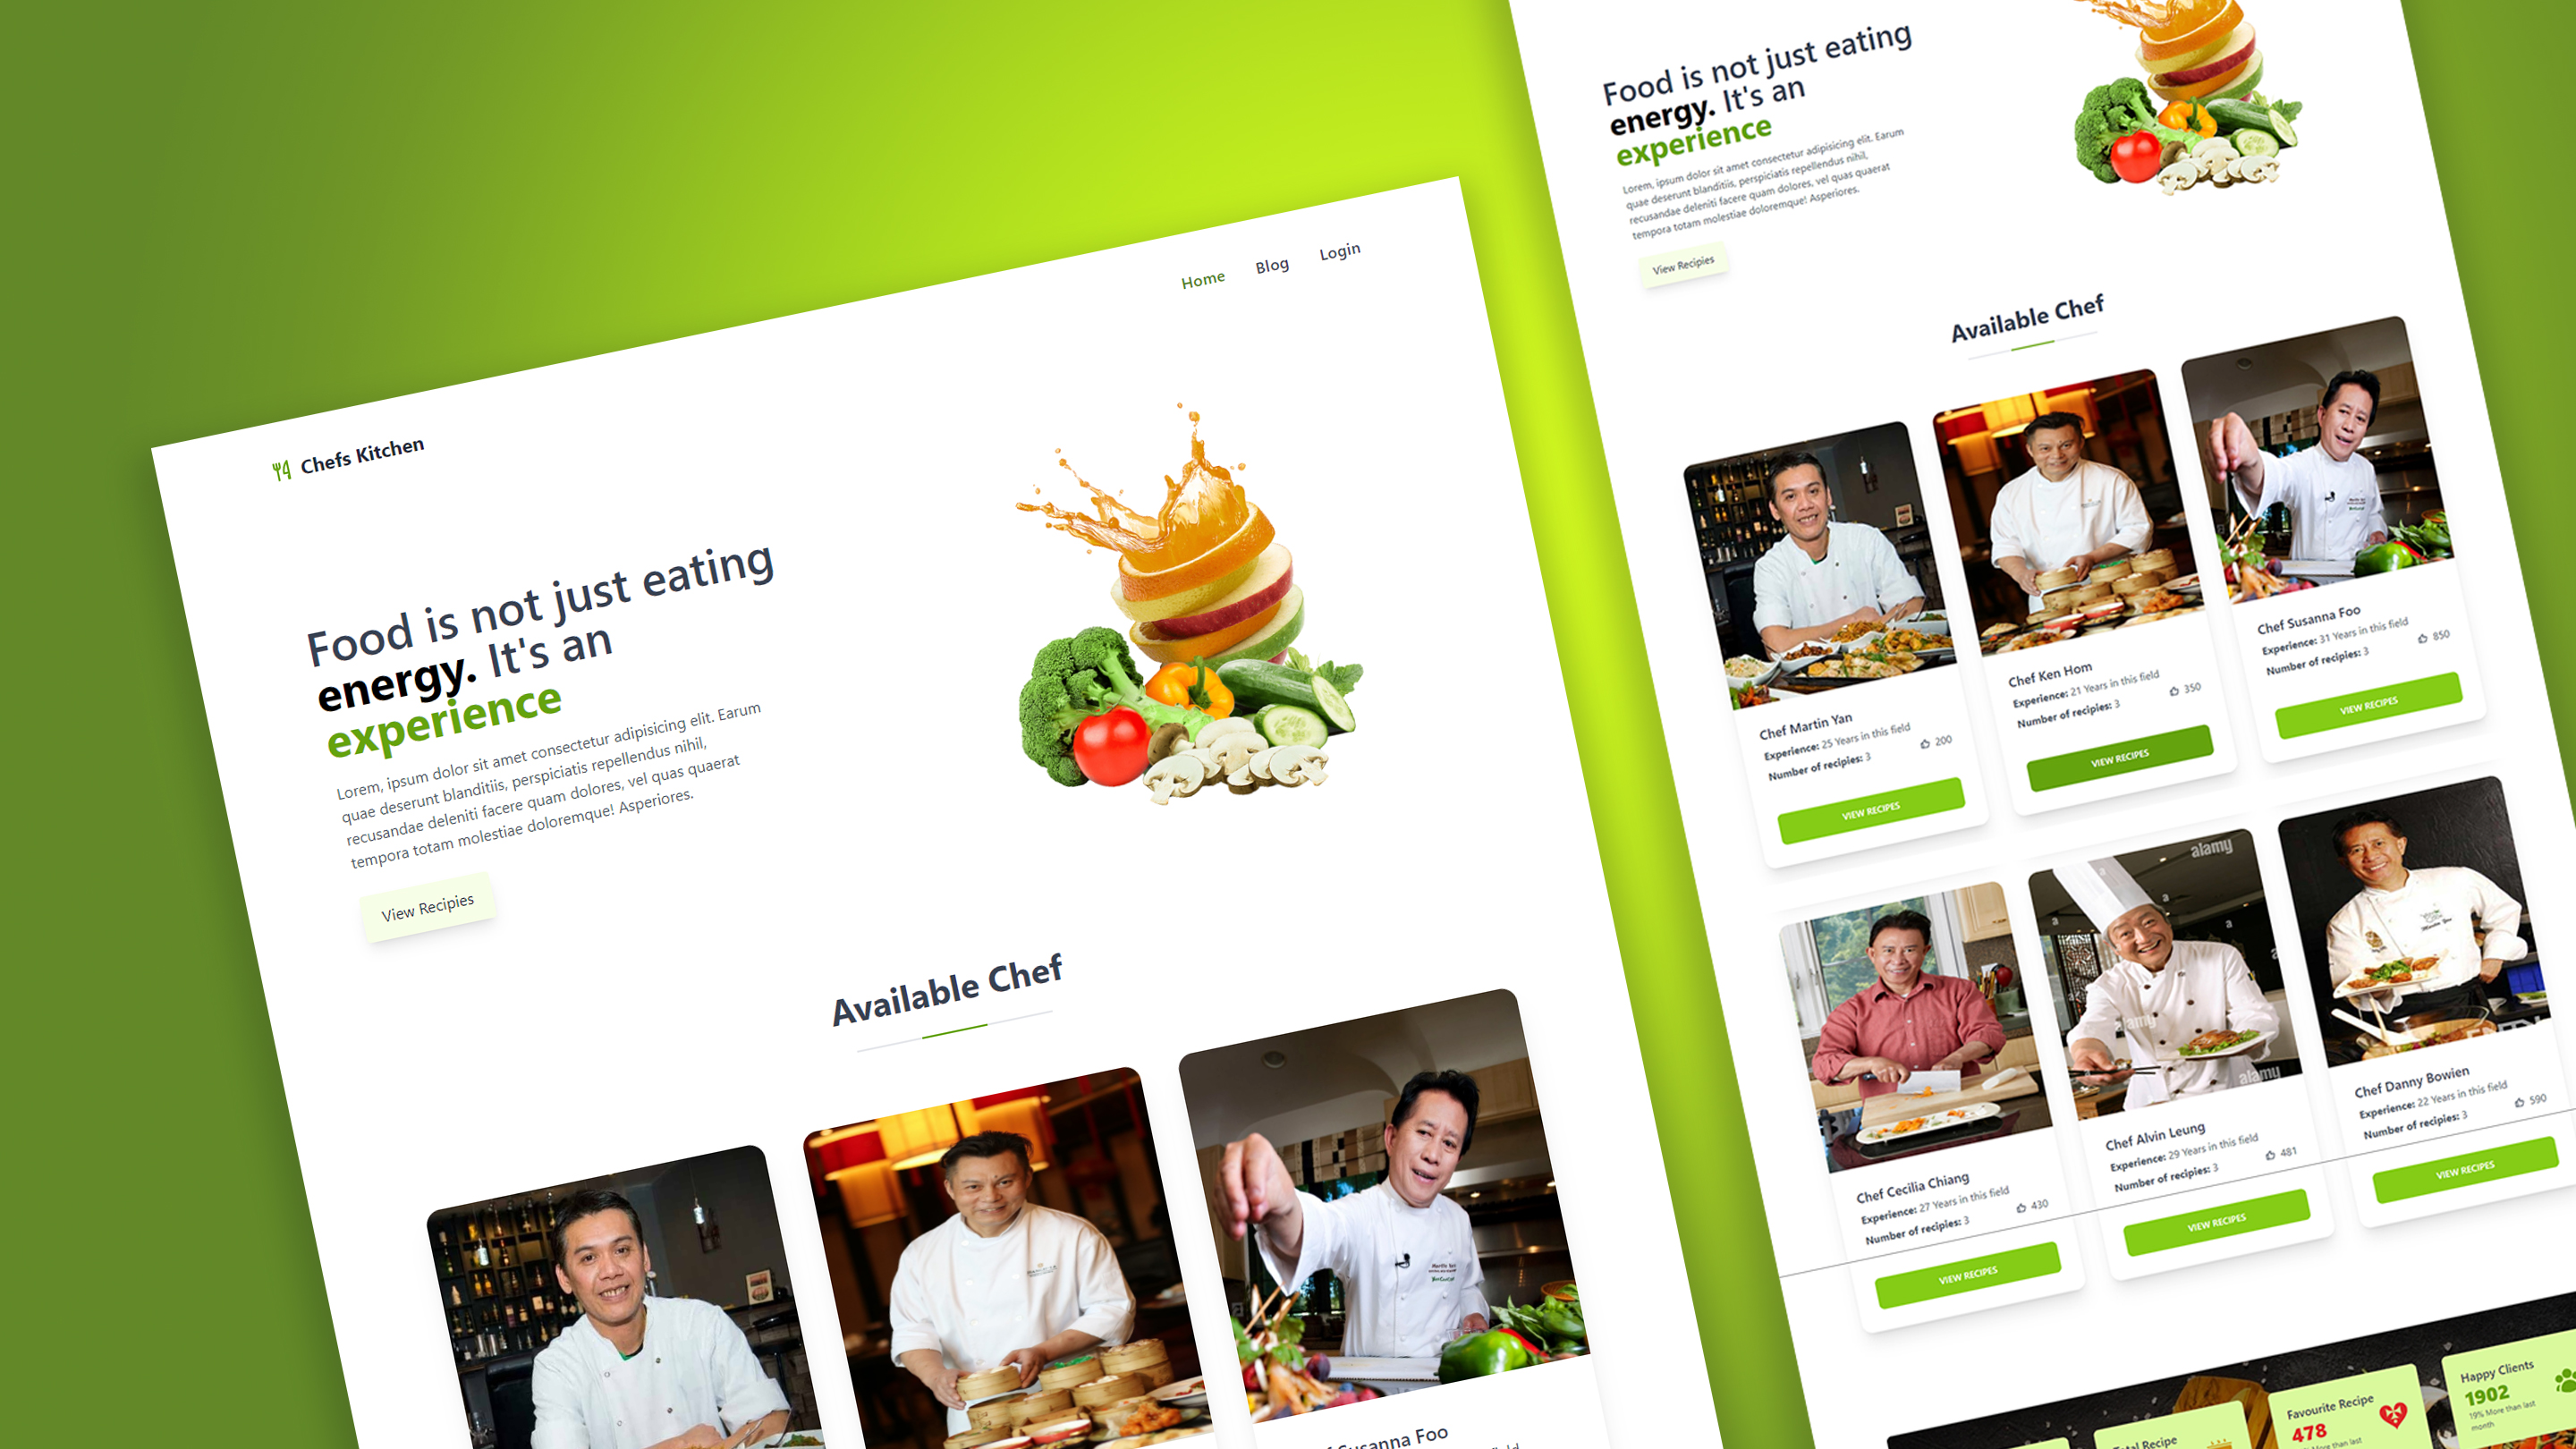 Chefs Kitchen
Home
Blog
Login
Food is not just eating
energy. It's an
experience
Lorem, ipsum dolor sit amet consectetur adipisicing elit. Earum
quae deserunt blanditiis, perspiciatis repellendus nihil,
recusandae deleniti facere quam dolores, vel quas quaerat
tempora totam molestiae doloremque! Asperiores.
View Recipies
Available Chef
Susanna Foo
Food is not just eating
energy. It's an
experience
Lorem, ipsum dolor sit amet consectetur adipisicing elit. Earum
quae deserunt blanditiis, perspiciatis repellendus nihil,
recusandae deleniti facere quam dolores, vel quas quaerat
tempora totam molestiae doloremque! Asperiores.
View Recipies
Available Chef
Chef Martin Yan
Experience: 25 Years in this field
Number of recipies: 3
200
VIEW RECIPES
Chef Ken Hom
Experience: 21 Years in this field
Number of recipies: 3
350
VIEW RECIPES
Chef Susanna Foo
Experience: 31 Years in this field
Number of recipies: 3
850
VIEW RECIPES
Chef Cecilia Chiang
Experience: 27 Years in this field
Number of recipies: 3
430
VIEW RECIPES
alamy
a
a
a
alamy
alamy
Chef Alvin Leung
Experience: 29 Years in this field
Number of recipies: 3
481
VIEW RECIPES
Chef Danny Bowien
Experience: 22 Years in this field
Number of recipies: 3
590
VIEW RECIPES
Recipe
Favourite Recipe
478
More than last
Happy Clients
1902
19% More than last
month